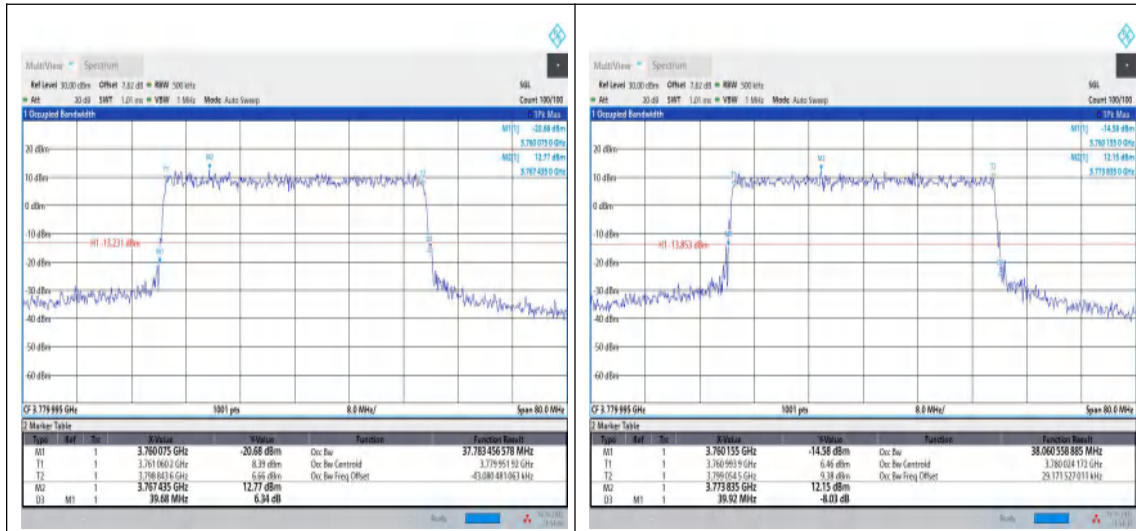 MultiView Spectrum
Ref Level 30.00 dBm Offset 7.82 dB RBW 500 kHz SGL
Att 30 dB SWT 1.01 ms VBW 1 MHz Mode Auto Sweep Count 100/100
1 Occupied Bandwidth 1Pk Max
M1[1] -20.68 dBm
3.760 075 0 GHz
M2[1] 12.77 dBm
3.767 435 0 GHz
20 dBm
10 dBm
0 dBm
-10 dBm
-20 dBm
-30 dBm
-40 dBm
-50 dBm
-60 dBm
T1
M2
T2
H1 -13.231 dBm
M1
CF 3.779 995 GHz 1001 pts 8.0 MHz/ Span 80.0 MHz
2 Marker Table
Type Ref Trc X-Value Y-Value Function Function Result
M1 1 3.760 075 GHz -20.68 dBm Occ Bw 37.783 456 578 MHz
T1 1 3.761 060 2 GHz 8.39 dBm Occ Bw Centroid 3.779 951 92 GHz
T2 1 3.798 843 6 GHz 6.66 dBm Occ Bw Freq Offset -43.080 481 063 kHz
M2 1 3.767 435 GHz 12.77 dBm
D3 M1 1 39.68 MHz 6.34 dB
Ready
MultiView Spectrum
Ref Level 30.00 dBm Offset 7.82 dB RBW 500 kHz SGL
Att 30 dB SWT 1.01 ms VBW 1 MHz Mode Auto Sweep Count 100/100
1 Occupied Bandwidth 1Pk Max
M1[1] -14.58 dBm
3.760 155 0 GHz
M2[1] 12.15 dBm
3.773 835 0 GHz
20 dBm
10 dBm
0 dBm
-10 dBm
-20 dBm
-30 dBm
-40 dBm
-50 dBm
-60 dBm
M2
H1 -13.853 dBm
CF 3.779 995 GHz 1001 pts 8.0 MHz/ Span 80.0 MHz
2 Marker Table
Type Ref Trc X-Value Y-Value Function Function Result
M1 1 3.760 155 GHz -14.58 dBm Occ Bw 38.060 558 885 MHz
T1 1 3.760 993 9 GHz 6.46 dBm Occ Bw Centroid 3.780 024 172 GHz
T2 1 3.799 054 5 GHz 9.38 dBm Occ Bw Freq Offset 29.171 527 011 kHz
M2 1 3.773 835 GHz 12.15 dBm
D3 M1 1 39.92 MHz -8.03 dB
Ready